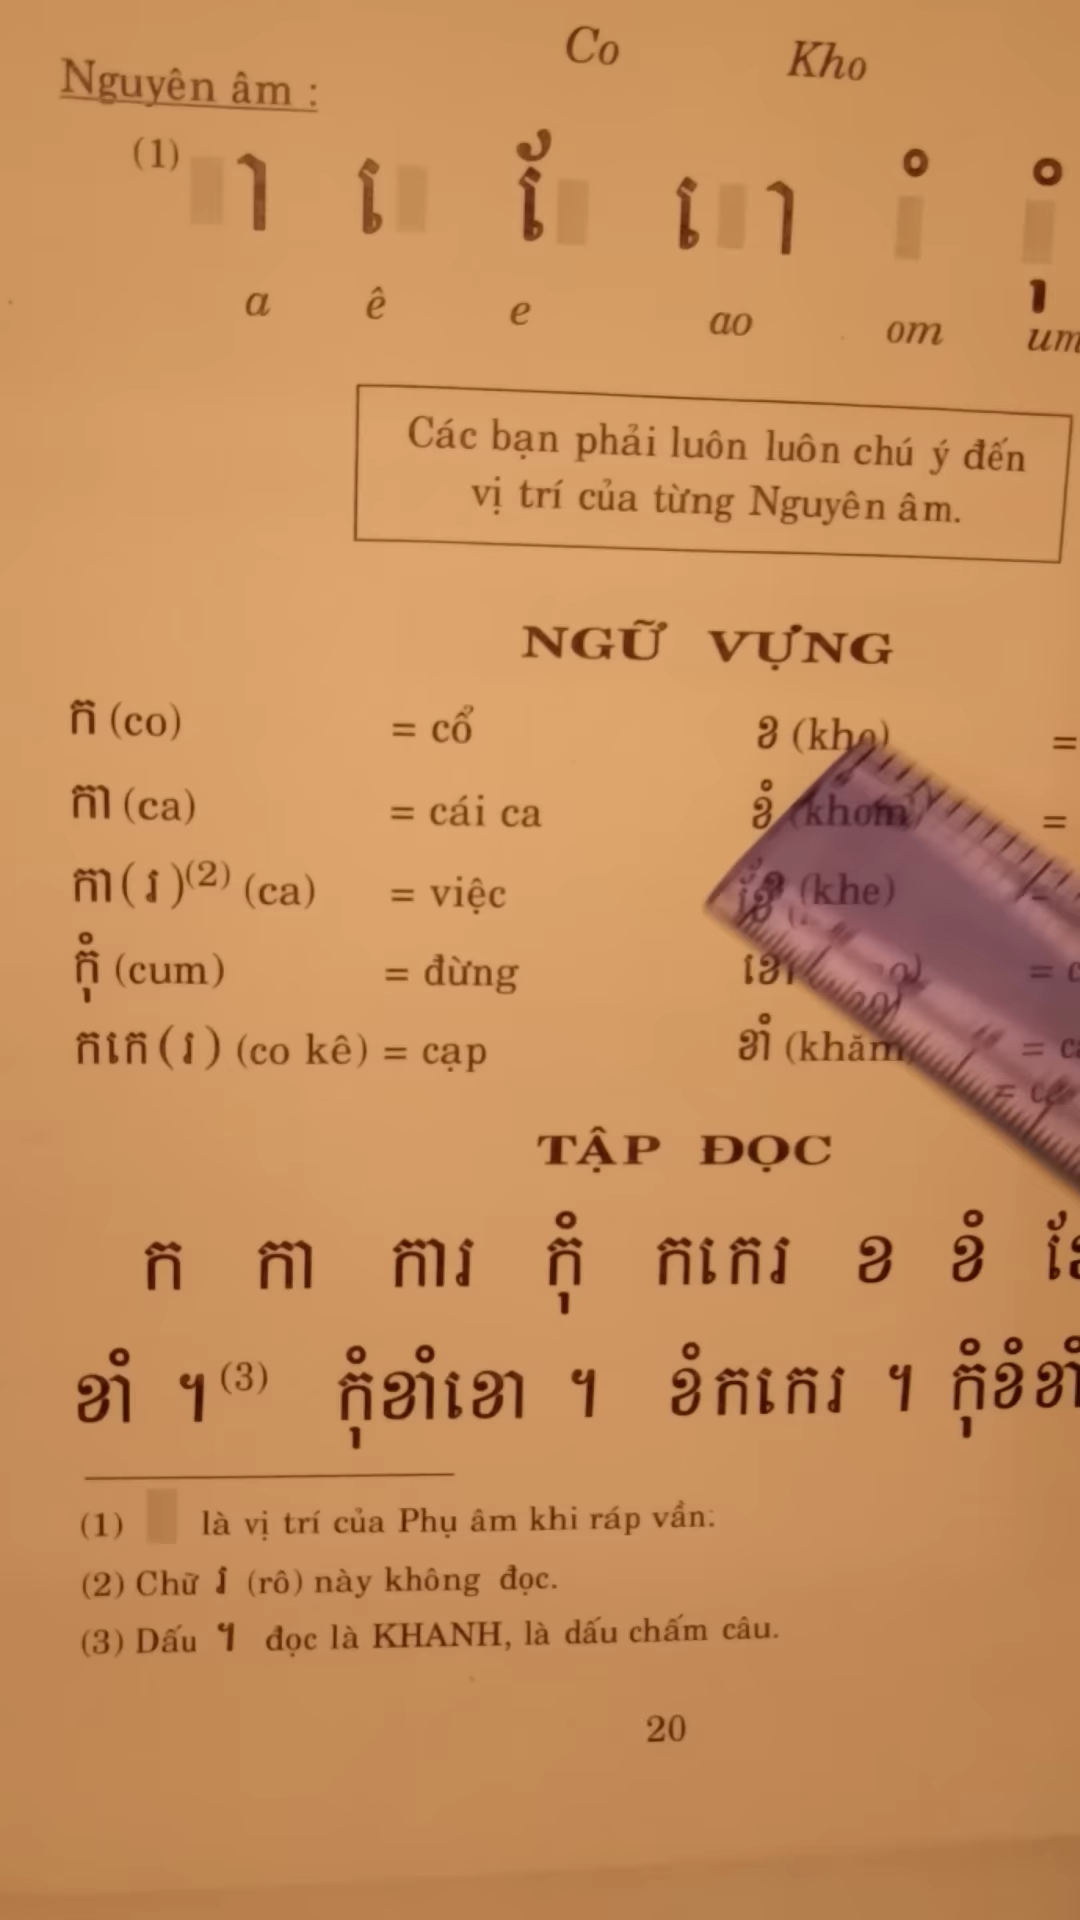 Co Kho
Nguyên âm :
(1) ា េ ែ ោ ំ ុំ
a ê e ao om um
Các bạn phải luôn luôn chú ý đến
vị trí của từng Nguyên âm.
NGỮ VỰNG
ក (co) = cổ ខ (kho) =
កា (ca) = cái ca ខំ (khom) =
កា(រ)(2) (ca) = việc ខែ (khe)
កុំ (cum) = đừng ខោ
កកេ(រ) (co kê) = cạp ខាំ (khăm
TẬP ĐỌC
ក កា ការ កុំ កកេរ ខ ខំ ខែ
ខាំ ។(3) កុំខាំខោ ។ ខំកកេរ ។ កុំខំខាំ
(1) là vị trí của Phụ âm khi ráp vần.
(2) Chữ រ (rô) này không đọc.
(3) Dấu ។ đọc là KHANH, là dấu chấm câu.
20